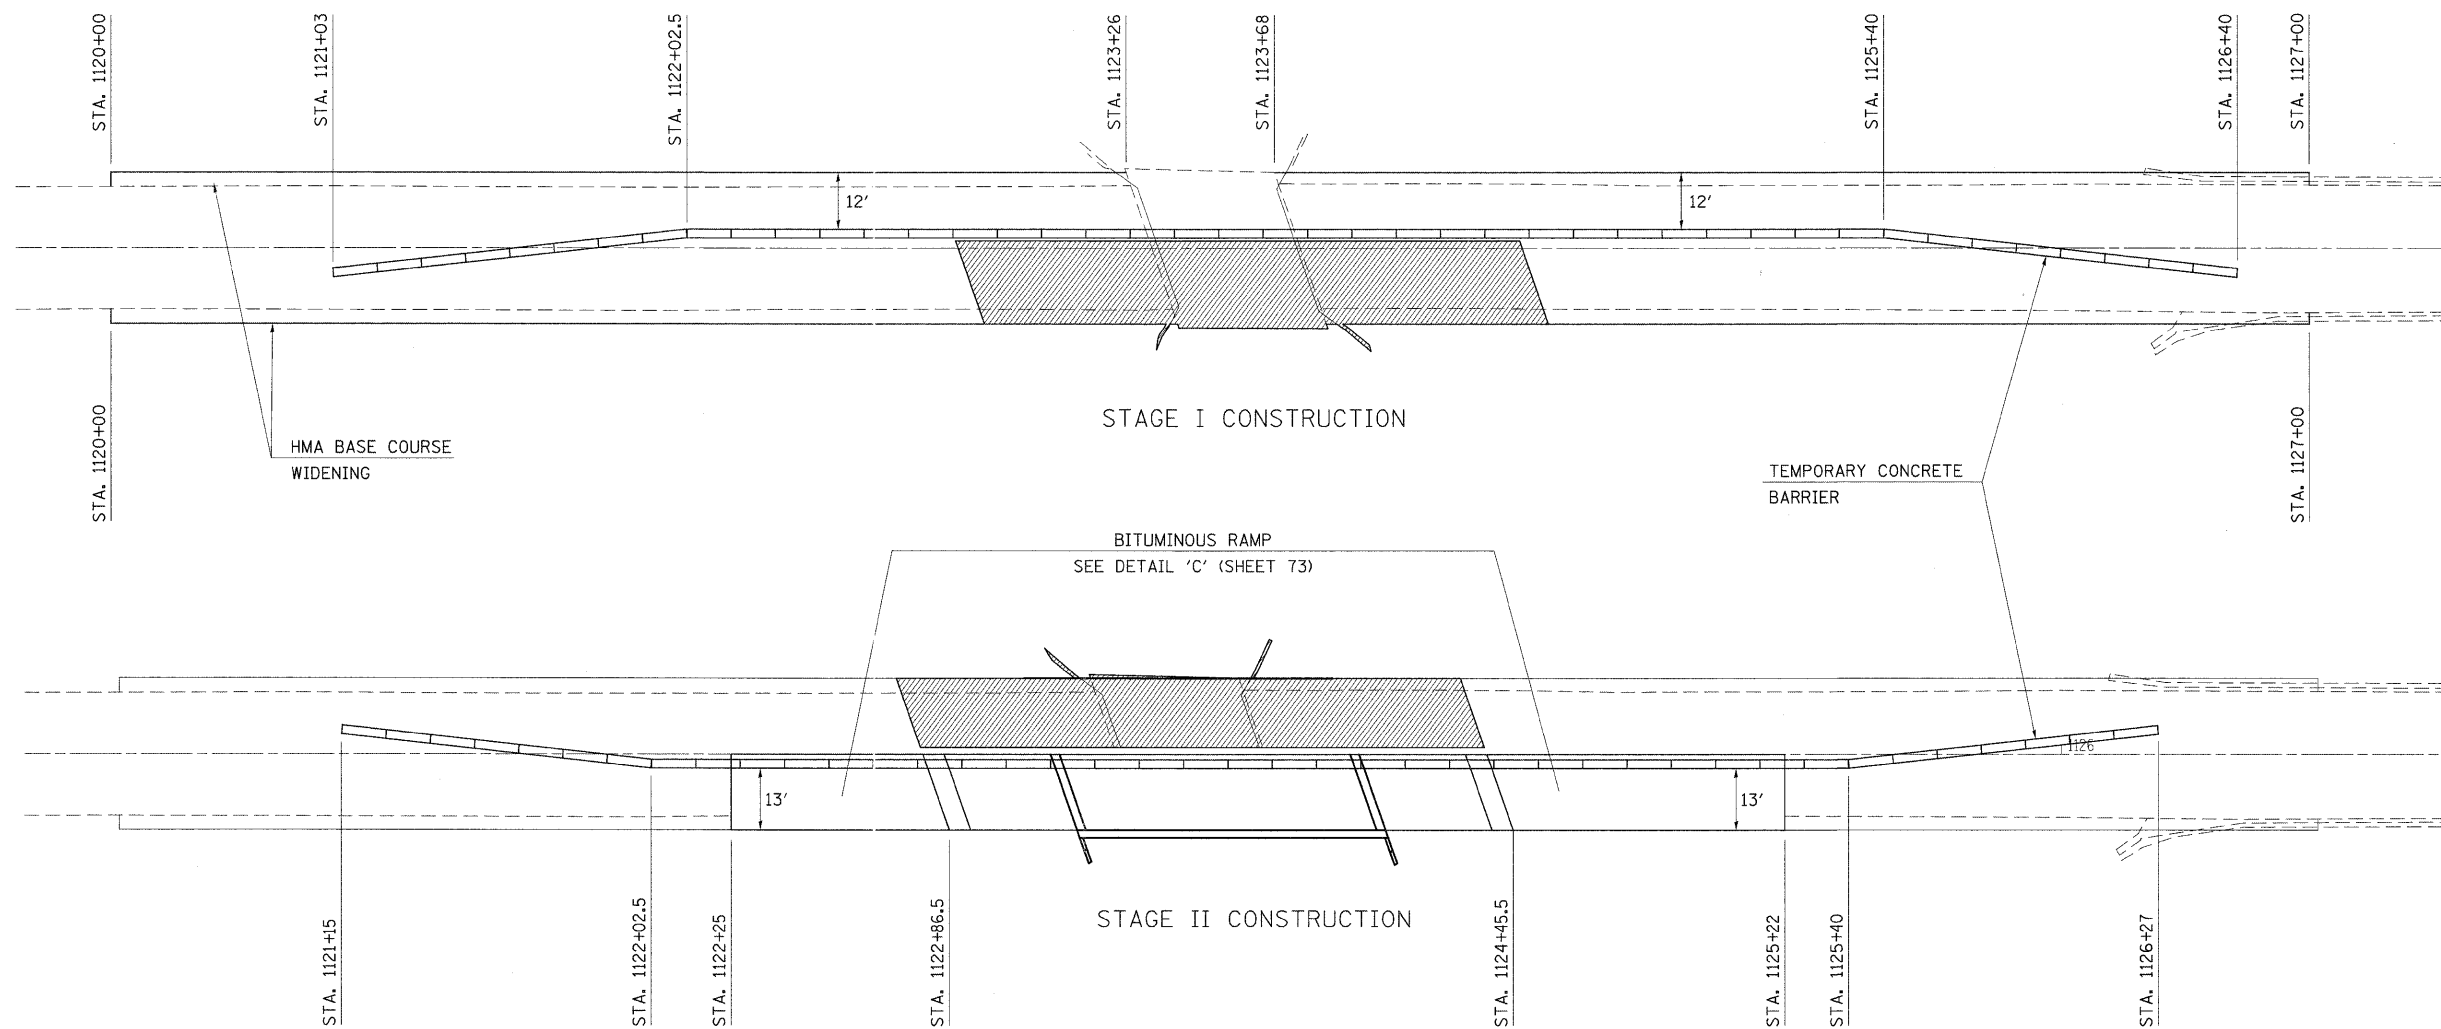 STA. 1120+00
STA. 1121+03
STA. 1122+02.5
STA. 1123+26
STA. 1123+68
STA. 1125+40
STA. 1126+40
STA. 1127+00
12'
12'
STAGE I CONSTRUCTION
STA. 1120+00
HMA BASE COURSE
WIDENING
TEMPORARY CONCRETE
BARRIER
STA. 1127+00
BITUMINOUS RAMP
SEE DETAIL 'C' (SHEET 73)
1126
13'
13'
STAGE II CONSTRUCTION
STA. 1121+15
STA. 1122+02.5
STA. 1122+25
STA. 1122+86.5
STA. 1124+45.5
STA. 1125+22
STA. 1125+40
STA. 1126+27